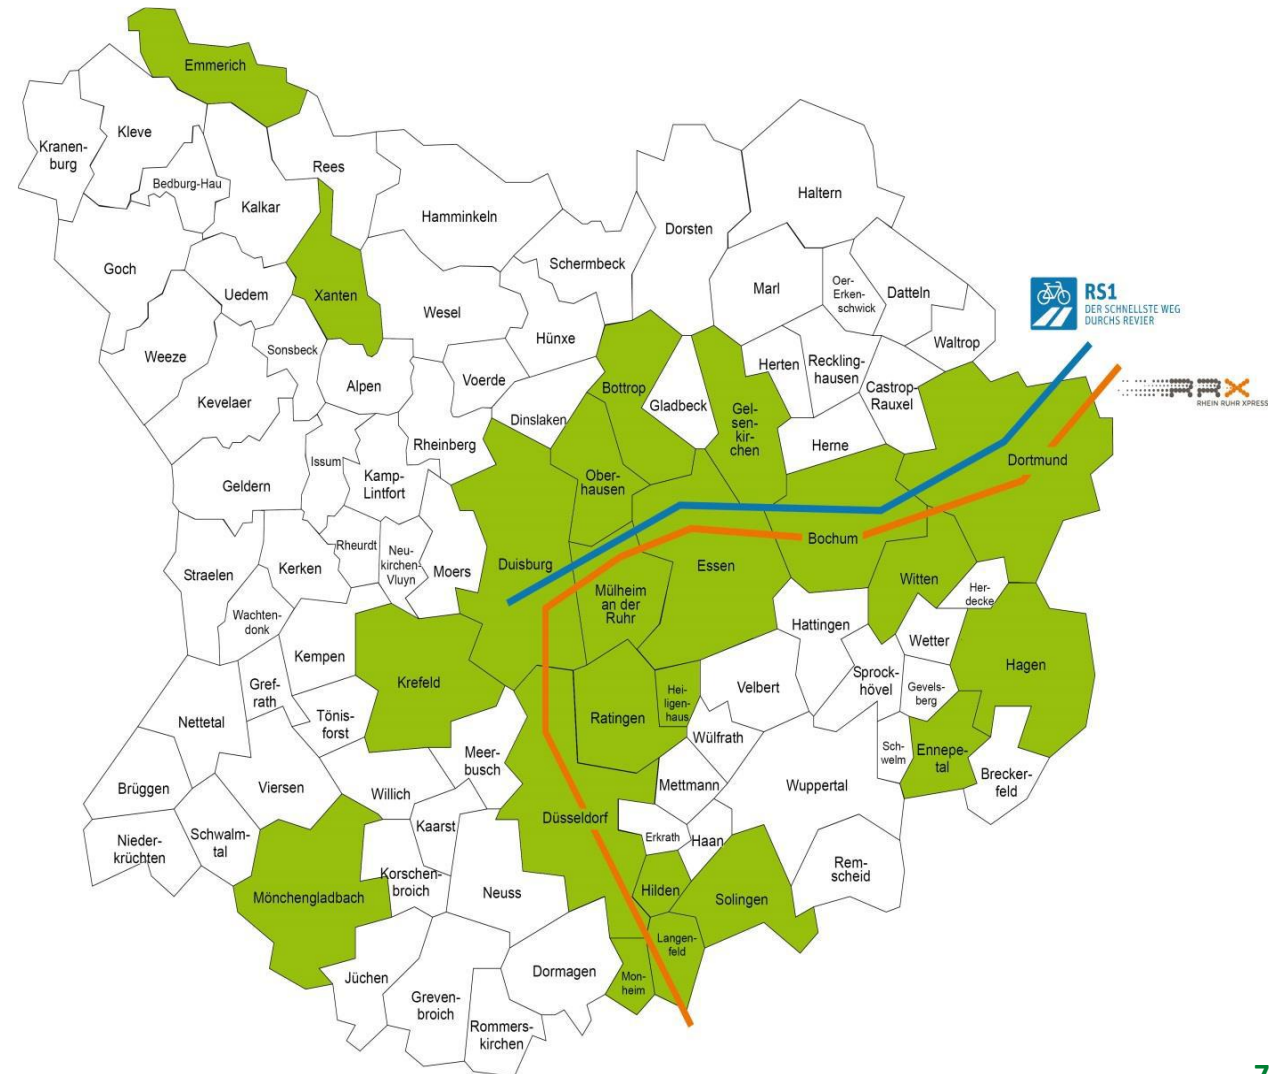 Emmerich
Kleve
Kranen-
burg
Bedburg-Hau
Rees
Kalkar
Hamminkeln
Haltern
Dorsten
Goch
Schermbeck
Uedem
Xanten
Wesel
Marl
Oer-
Erken-
schwick
Datteln
RS1
DER SCHNELLSTE WEG
DURCHS REVIER
Weeze
Sonsbeck
Hünxe
Waltrop
Alpen
Voerde
Bottrop
Herten
Reckling-
hausen
Castrop-
Rauxel
RRX
RHEIN RUHR XPRESS
Kevelaer
Gladbeck
Dinslaken
Gel-
sen-
kir-
chen
Rheinberg
Herne
Dortmund
Issum
Geldern
Kamp-
Lintfort
Ober-
hausen
Rheurdt
Neu-
kirchen-
Vluyn
Moers
Duisburg
Essen
Bochum
Straelen
Kerken
Witten
Her-
decke
Mülheim
an der
Ruhr
Wachten-
donk
Hattingen
Wetter
Kempen
Hagen
Gref-
rath
Krefeld
Hei-
ligen-
haus
Velbert
Sprock-
hövel
Gevels-
berg
Nettetal
Tönis-
forst
Ratingen
Wülfrath
Meer-
busch
Sch-
welm
Ennepe-
tal
Brüggen
Viersen
Willich
Mettmann
Wuppertal
Brecker-
feld
Düsseldorf
Kaarst
Erkrath
Haan
Nieder-
krüchten
Schwalm-
tal
Rem-
scheid
Korschen-
broich
Mönchengladbach
Neuss
Hilden
Solingen
Langen-
feld
Jüchen
Dormagen
Mon-
heim
Greven-
broich
Rommers-
kirchen
7